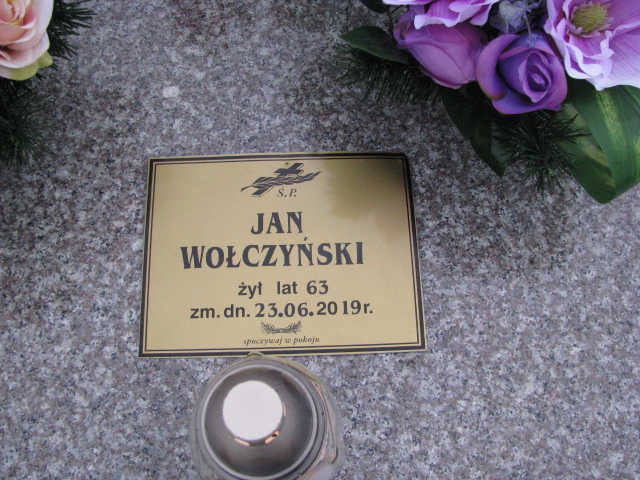 Ś.P.
JAN
WOŁCZYŃSKI
żył lat 63
zm. dn. 23.06.2019r.
spoczywaj w pokoju